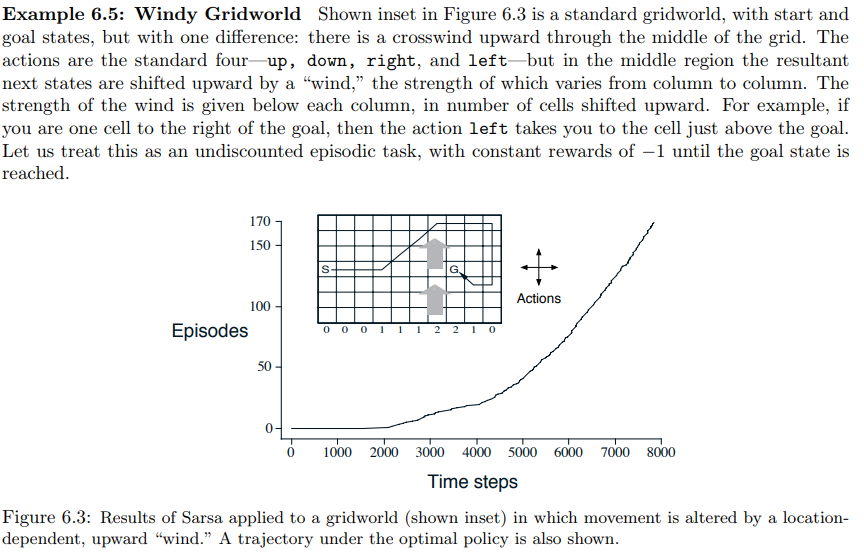 Example 6.5: Windy Gridworld Shown inset in Figure 6.3 is a standard gridworld, with start and
goal states, but with one difference: there is a crosswind upward through the middle of the grid. The
actions are the standard four—up, down, right, and left—but in the middle region the resultant
next states are shifted upward by a “wind,” the strength of which varies from column to column. The
strength of the wind is given below each column, in number of cells shifted upward. For example, if
you are one cell to the right of the goal, then the action left takes you to the cell just above the goal.
Let us treat this as an undiscounted episodic task, with constant rewards of −1 until the goal state is
reached.
170
150
100
50
0
Episodes
S
G
0 0 0 1 1 1 2 2 1 0
Actions
0 1000 2000 3000 4000 5000 6000 7000 8000
Time steps
Figure 6.3: Results of Sarsa applied to a gridworld (shown inset) in which movement is altered by a location-
dependent, upward “wind.” A trajectory under the optimal policy is also shown.